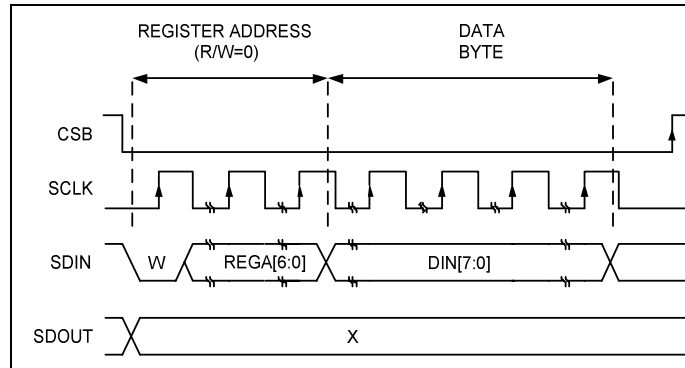 REGISTER ADDRESS
(R/W=0)
DATA
BYTE
CSB
SCLK
SDIN
W
REGA[6:0]
DIN[7:0]
SDOUT
X